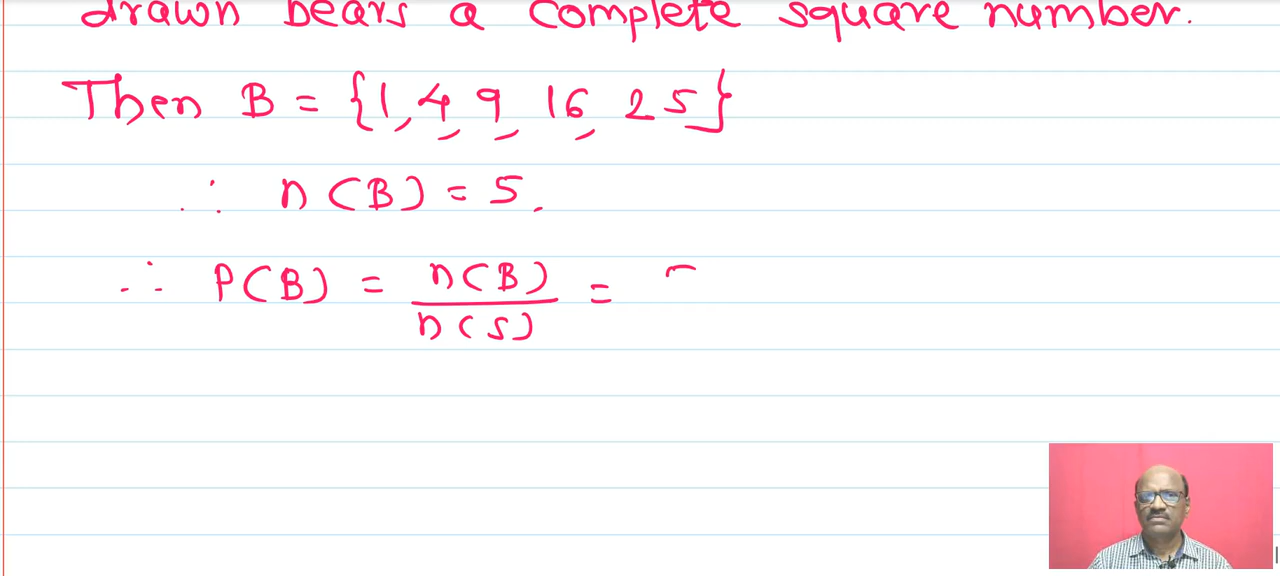 drawn bears a complete square number.
Then B = {1, 4, 9, 16, 25}
∴ n(B) = 5.
∴ P(B) = n(B)/n(S) =